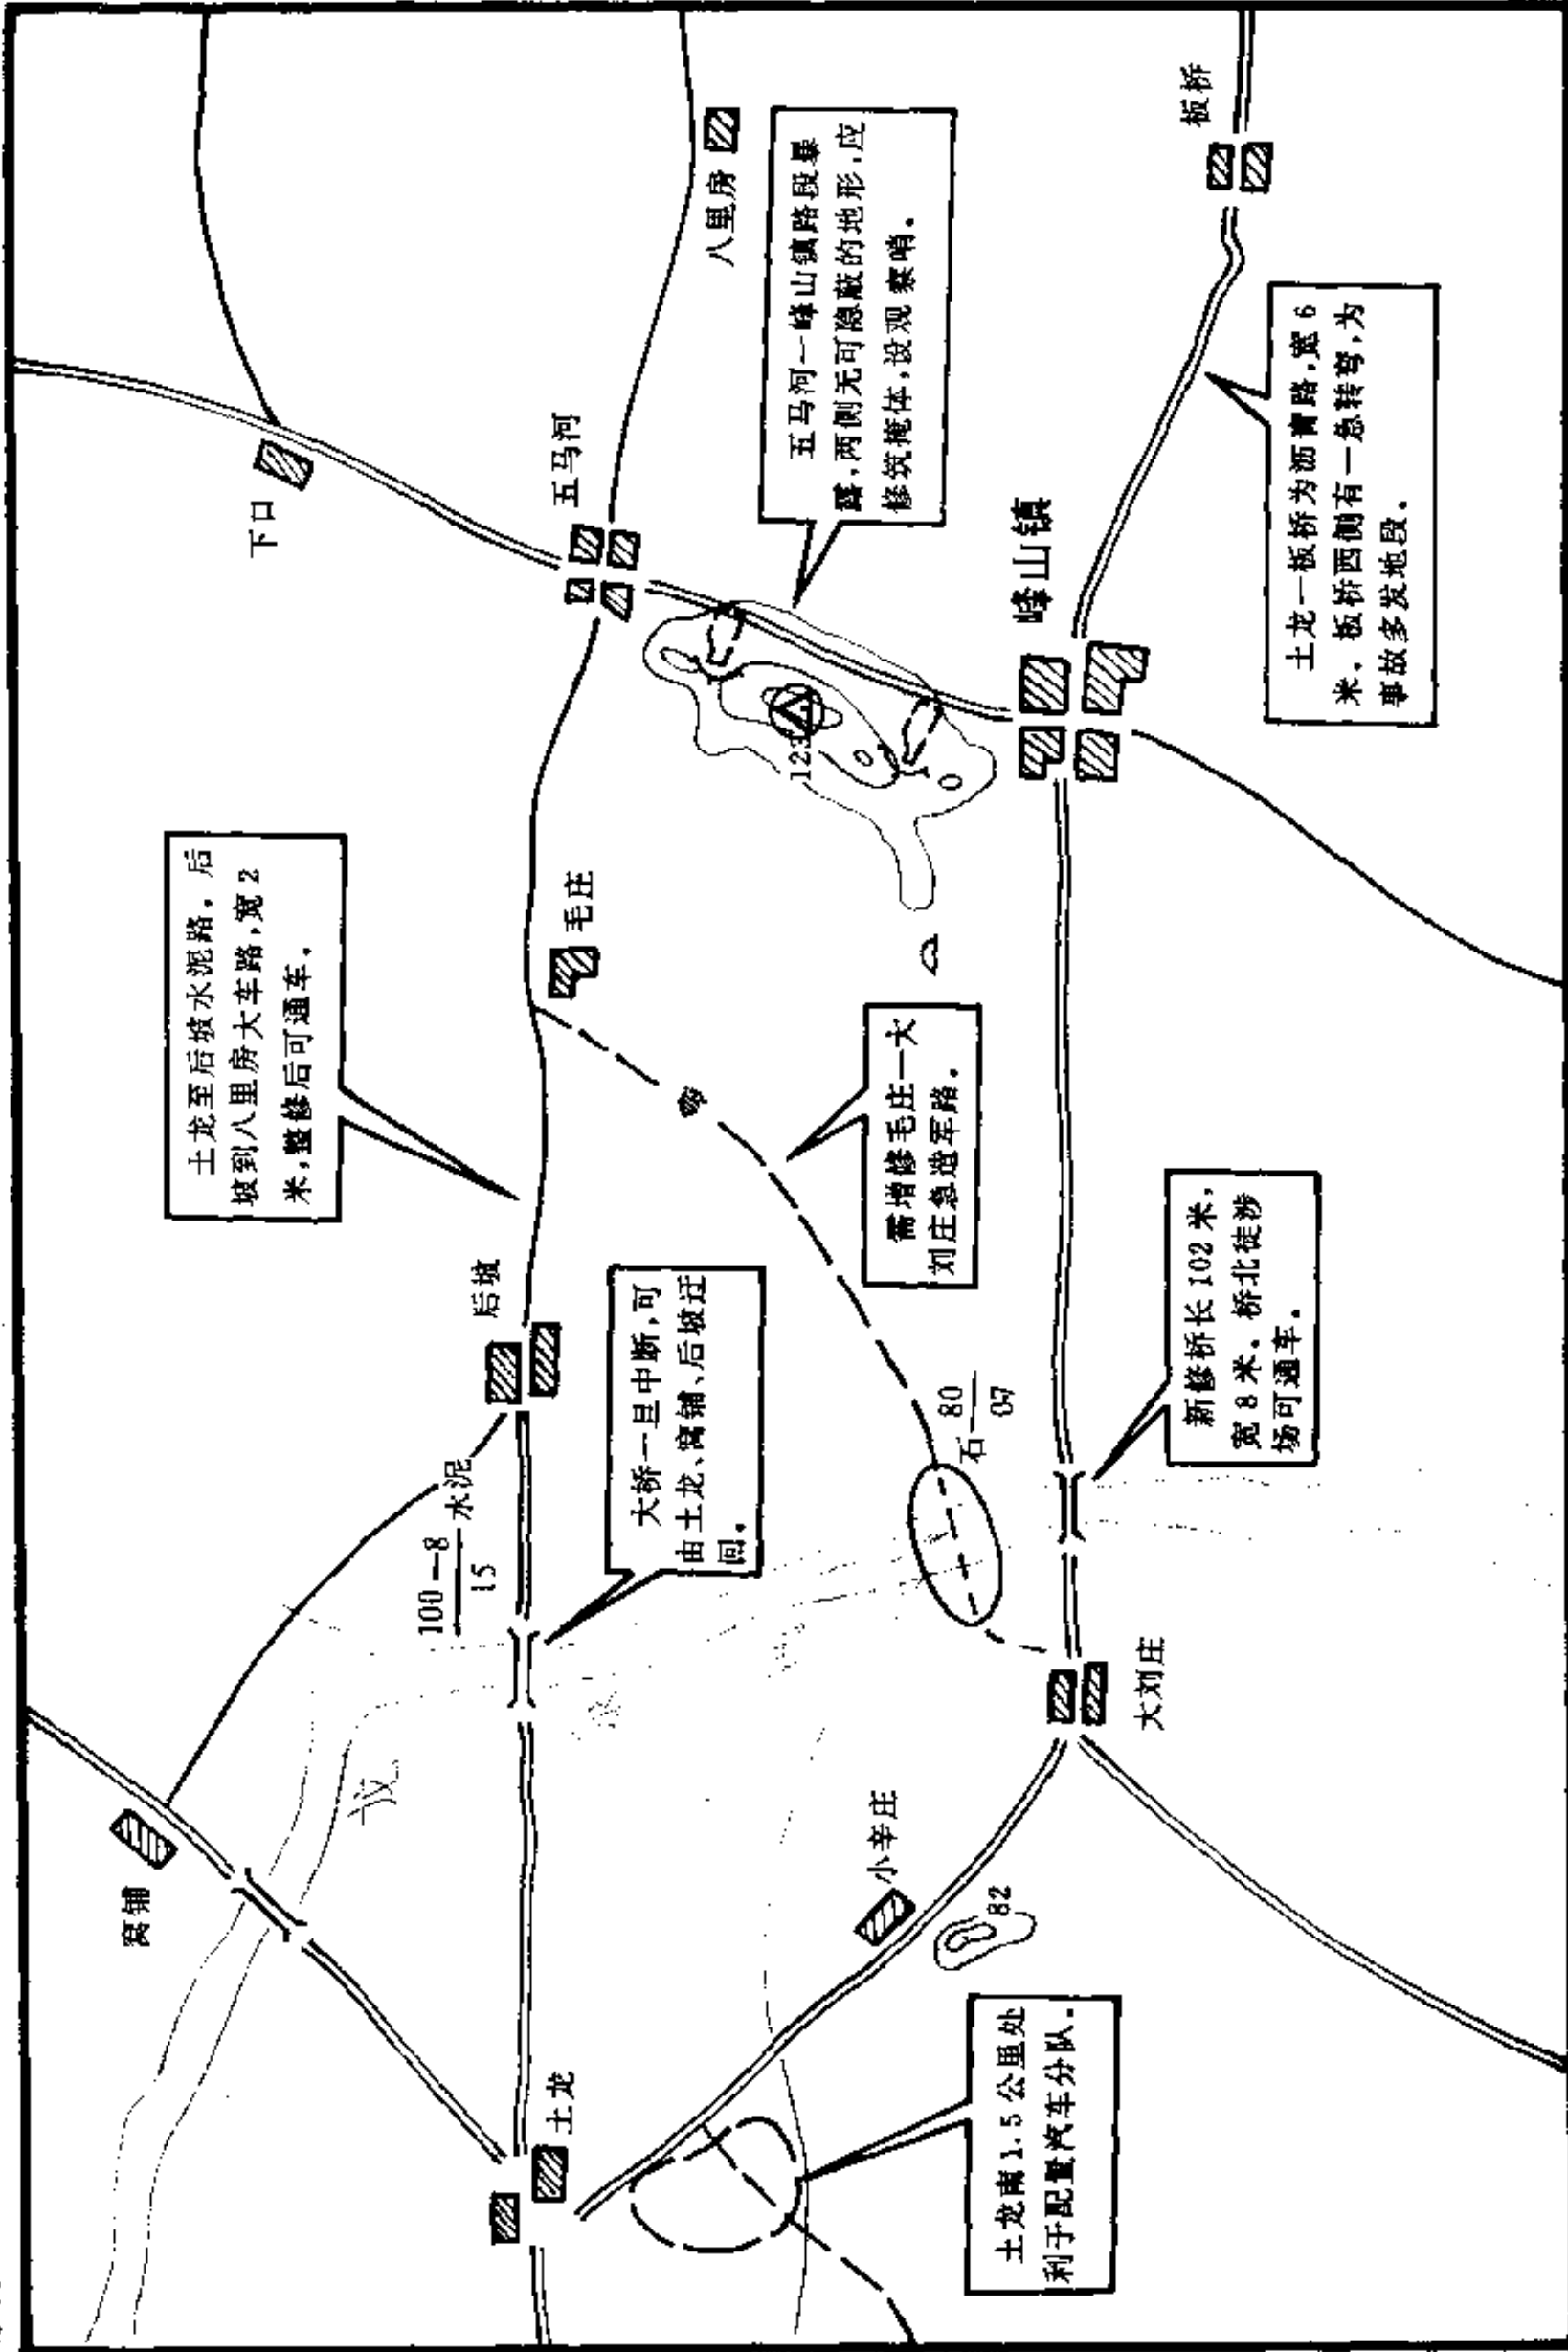 窝铺
下口
土龙至后坡水泥路，后
坡到八里房大车路，宽2
米，整修后可通车。
100—8
15
水泥
后坡
毛庄
五马河
八里房
土龙
大桥一旦中断，可
由土龙、窝铺、后坡迂
回。
五马河—峰山镇路段暴
露，两侧无可隐蔽的地形，应
修筑掩体，设观察哨。
123
需增修毛庄—大
刘庄急造军路。
石
80
07
小辛庄
82
大刘庄
峰山镇
板桥
土龙南1.5公里处
利于配置汽车分队。
新修桥长102米，
宽8米。桥北徒涉
场可通车。
土龙—板桥为沥青路，宽6
米，板桥西侧有一急转弯，为
事故多发地段。